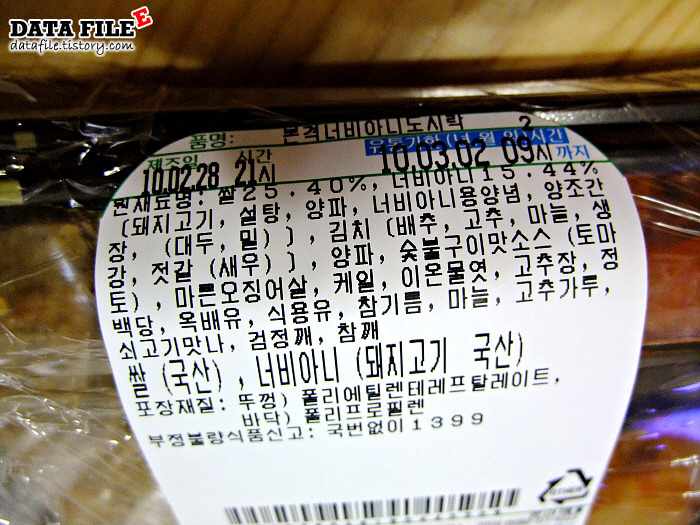 DATA FILE E
datafile.tistory.com
품명: 본격너비아니도시락 2
제조일 시간 유통기한(년.월.일)시간
10.02.28 21시 10.03.02 09시까지
원재료명: 쌀25.40%, 너비아니15.44%
(돼지고기, 설탕, 양파, 너비아니용양념, 양조간
장, (대두, 밀)), 김치(배추, 고추, 마늘, 생
강, 젓갈(새우)), 양파, 숯불구이맛소스(토마
토), 마른오징어살, 케일, 이온물엿, 고추장, 정
백당, 옥배유, 식용유, 참기름, 마늘, 고추가루,
쇠고기맛나, 검정깨, 참깨
쌀(국산), 너비아니(돼지고기 국산)
포장재질: 뚜껑) 폴리에틸렌테레프탈레이트,
바닥) 폴리프로필렌
부정불량식품신고: 국번없이1399